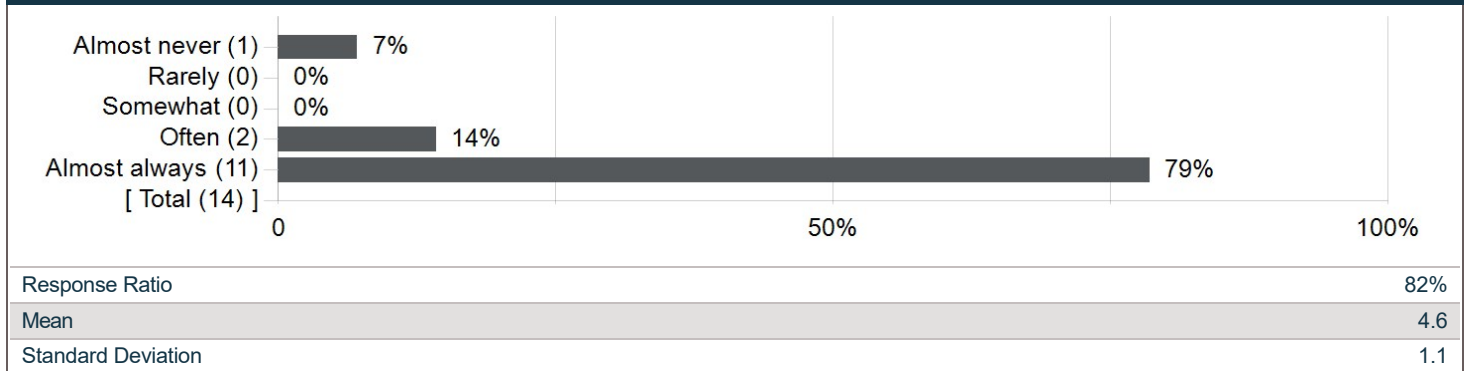 Almost never (1) 7%
Rarely (0) 0%
Somewhat (0) 0%
Often (2) 14%
Almost always (11) 79%
[ Total (14) ]
0 50% 100%
Response Ratio 82%
Mean 4.6
Standard Deviation 1.1